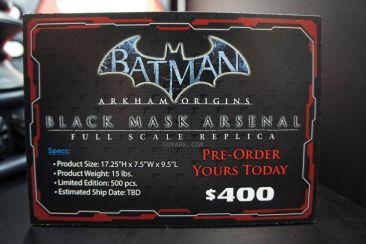 BATMAN
ARKHAM ORIGINS
BLACK MASK ARSENAL
TOYARK.COM
FULL SCALE REPLICA
Specs:
• Product Size: 17.25"H x 7.5"W x 9.5"L
• Product Weight: 15 lbs.
• Limited Edition: 500 pcs.
• Estimated Ship Date: TBD
PRE-ORDER
YOURS TODAY
$400